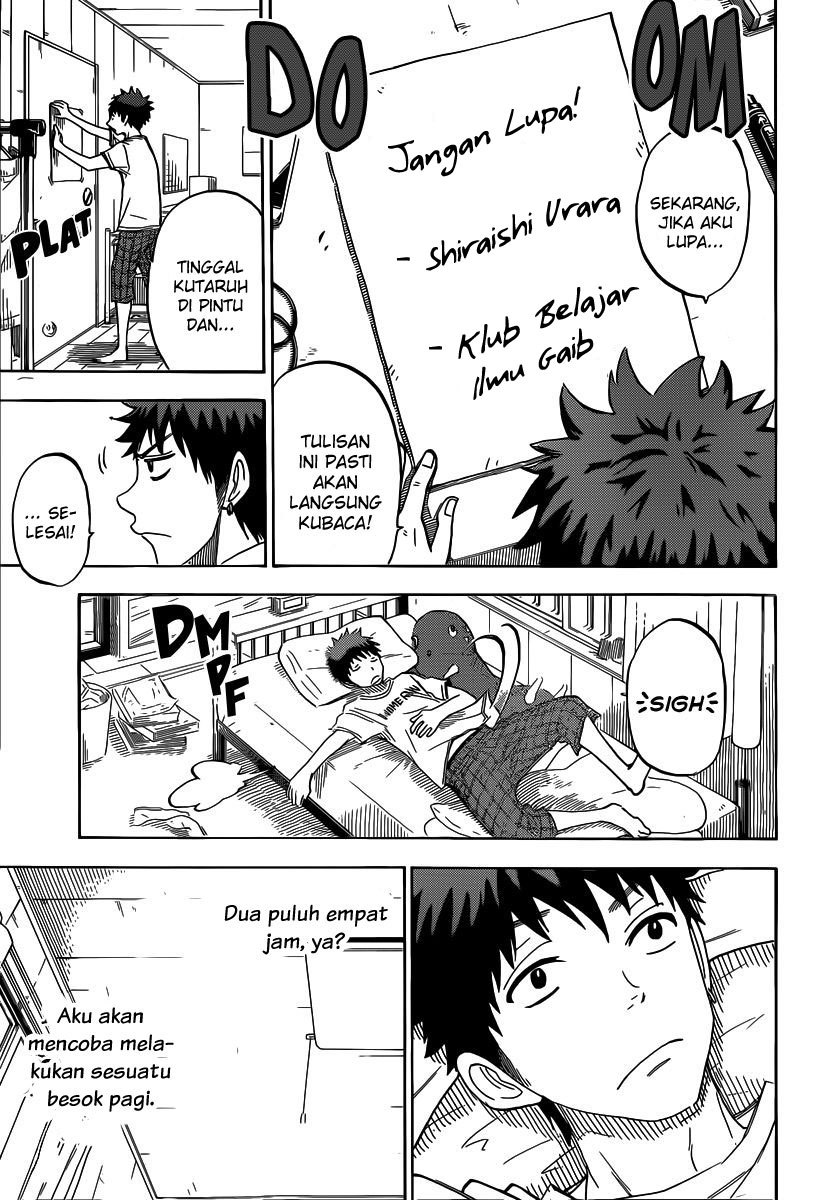 DO OM
Jangan Lupa!
- Shiraishi Urara
- Klub Belajar
Ilmu Gaib
SEKARANG,
JIKA AKU
LUPA...
TULISAN
INI PASTI
AKAN
LANGSUNG
KUBACA!
PLAT
TINGGAL
KUTARUH
DI PINTU
DAN...
... SE-
LESAI!
DMPF
SIGH
Dua puluh empat
jam, ya?
Aku akan
mencoba mela-
kukan sesuatu
besok pagi.